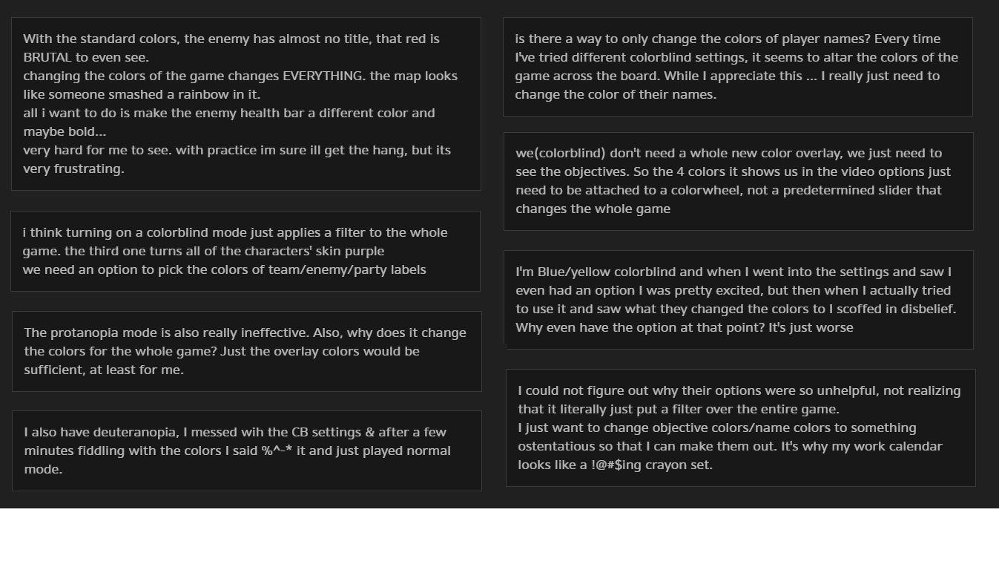 With the standard colors, the enemy has almost no title, that red is
BRUTAL to even see.
changing the colors of the game changes EVERYTHING. the map looks
like someone smashed a rainbow in it.
all i want to do is make the enemy health bar a different color and
maybe bold...
very hard for me to see. with practice im sure ill get the hang, but its
very frustrating.
i think turning on a colorblind mode just applies a filter to the whole
game. the third one turns all of the characters' skin purple
we need an option to pick the colors of team/enemy/party labels
The protanopia mode is also really ineffective. Also, why does it change
the colors for the whole game? Just the overlay colors would be
sufficient, at least for me.
I also have deuteranopia, I messed wih the CB settings & after a few
minutes fiddling with the colors I said %^-* it and just played normal
mode.
is there a way to only change the colors of player names? Every time
I've tried different colorblind settings, it seems to altar the colors of the
game across the board. While I appreciate this ... I really just need to
change the color of their names.
we(colorblind) don't need a whole new color overlay, we just need to
see the objectives. So the 4 colors it shows us in the video options just
need to be attached to a colorwheel, not a predetermined slider that
changes the whole game
I'm Blue/yellow colorblind and when I went into the settings and saw I
even had an option I was pretty excited, but then when I actually tried
to use it and saw what they changed the colors to I scoffed in disbelief.
Why even have the option at that point? It's just worse
I could not figure out why their options were so unhelpful, not realizing
that it literally just put a filter over the entire game.
I just want to change objective colors/name colors to something
ostentatious so that I can make them out. It's why my work calendar
looks like a !@#$ing crayon set.